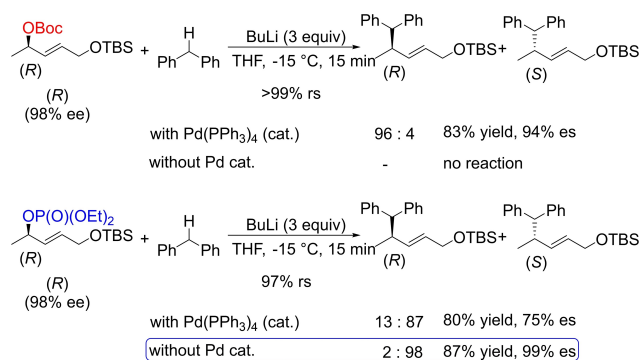 OBoc
OTBS
(R)
(R)
(98% ee)
+
H
Ph Ph
BuLi (3 equiv)
THF, -15 °C, 15 min
>99% rs
Ph Ph
OTBS
(R)
+
Ph Ph
OTBS
(S)
with Pd(PPh3)4 (cat.) 96 : 4 83% yield, 94% es
without Pd cat. - no reaction
OP(O)(OEt)2
OTBS
(R)
(R)
(98% ee)
+
H
Ph Ph
BuLi (3 equiv)
THF, -15 °C, 15 min
97% rs
Ph Ph
OTBS
(R)
+
Ph Ph
OTBS
(S)
with Pd(PPh3)4 (cat.) 13 : 87 80% yield, 75% es
without Pd cat. 2 : 98 87% yield, 99% es